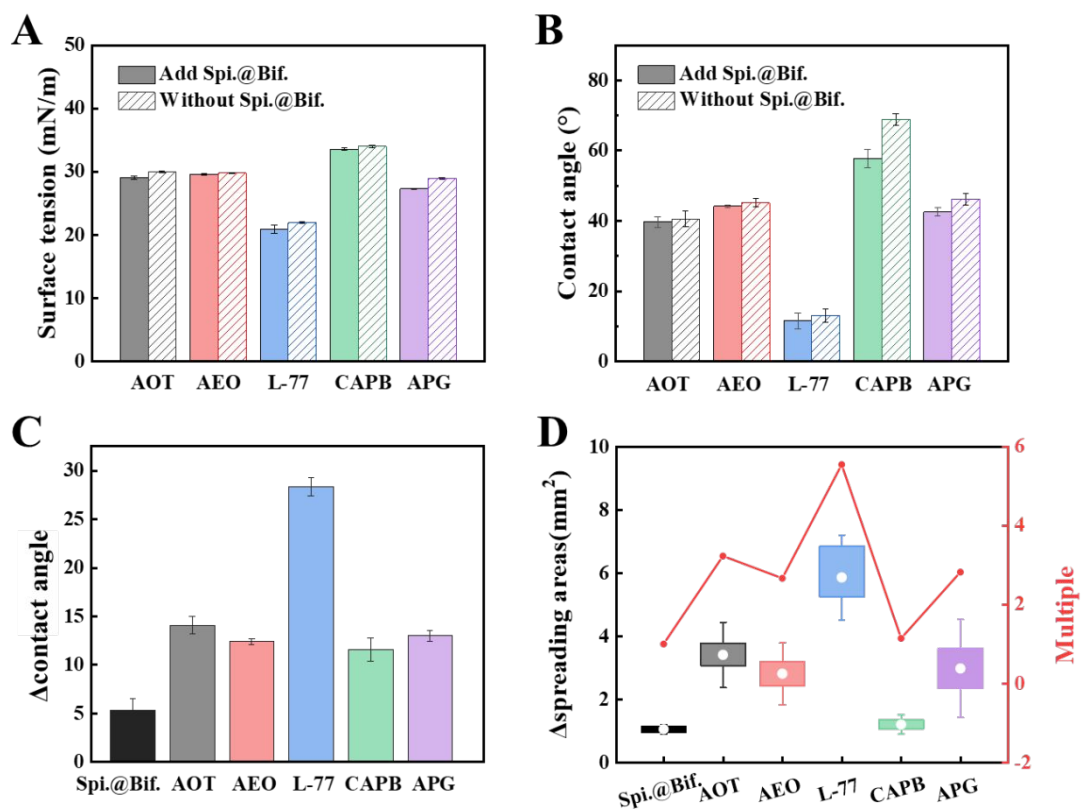 A
Surface tension (mN/m)
50
40
30
20
10
0
Add Spi.@Bif.
Without Spi.@Bif.
AOT AEO L-77 CAPB APG
B
Contact angle (°)
80
60
40
20
0
Add Spi.@Bif.
Without Spi.@Bif.
AOT AEO L-77 CAPB APG
C
Δcontact angle
30
25
20
15
10
5
0
Spi.@Bif. AOT AEO L-77 CAPB APG
D
Δspreading areas(mm²)
10
8
6
4
2
0
6
4
2
0
-2
Multiple
Spi.@Bif. AOT AEO L-77 CAPB APG